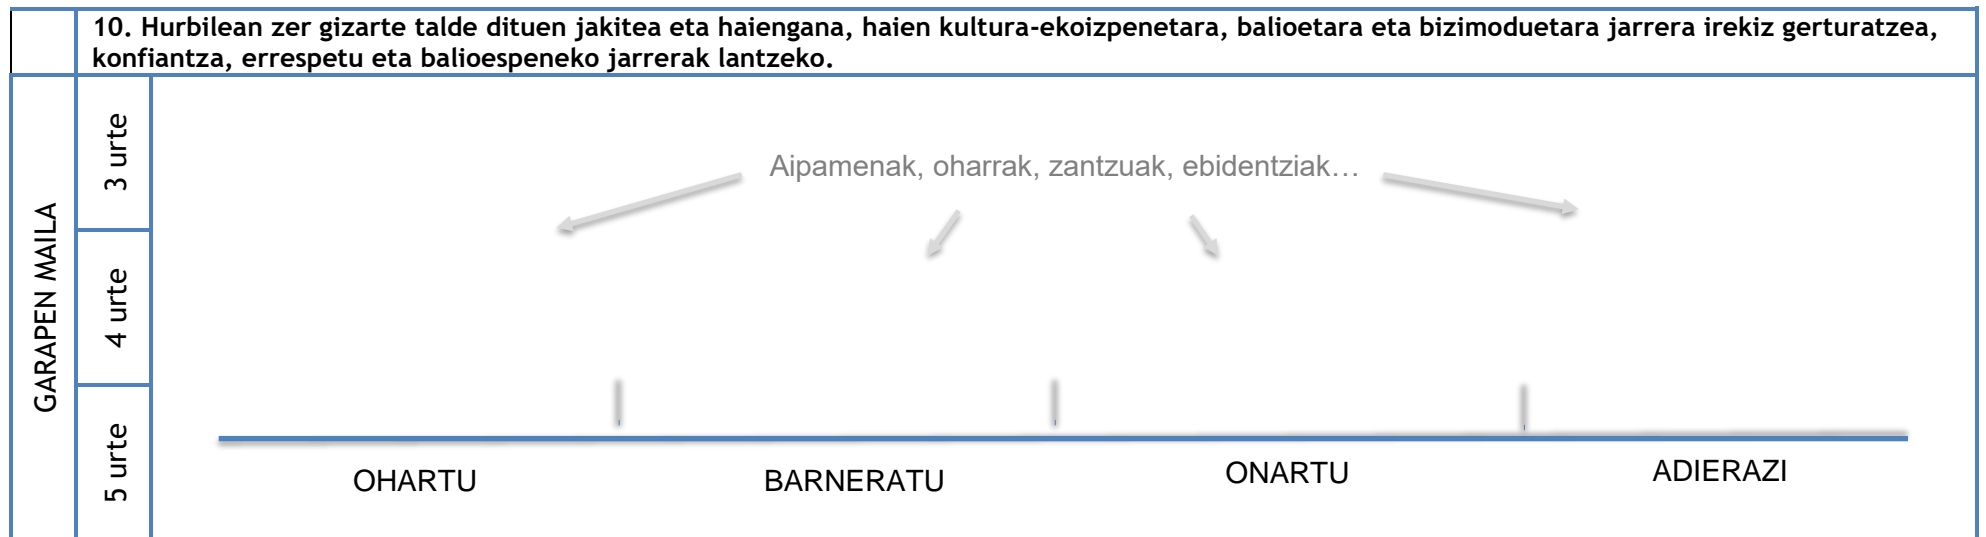 10. Hurbilean zer gizarte talde dituen jakitea eta haiengana, haien kultura-ekoizpenetara, balioetara eta bizimoduetara jarrera irekiz gerturatzea,
konfiantza, errespetu eta balioespeneko jarrerak lantzeko.
GARAPEN MAILA
3 urte
4 urte
5 urte
Aipamenak, oharrak, zantzuak, ebidentziak…
OHARTU
BARNERATU
ONARTU
ADIERAZI